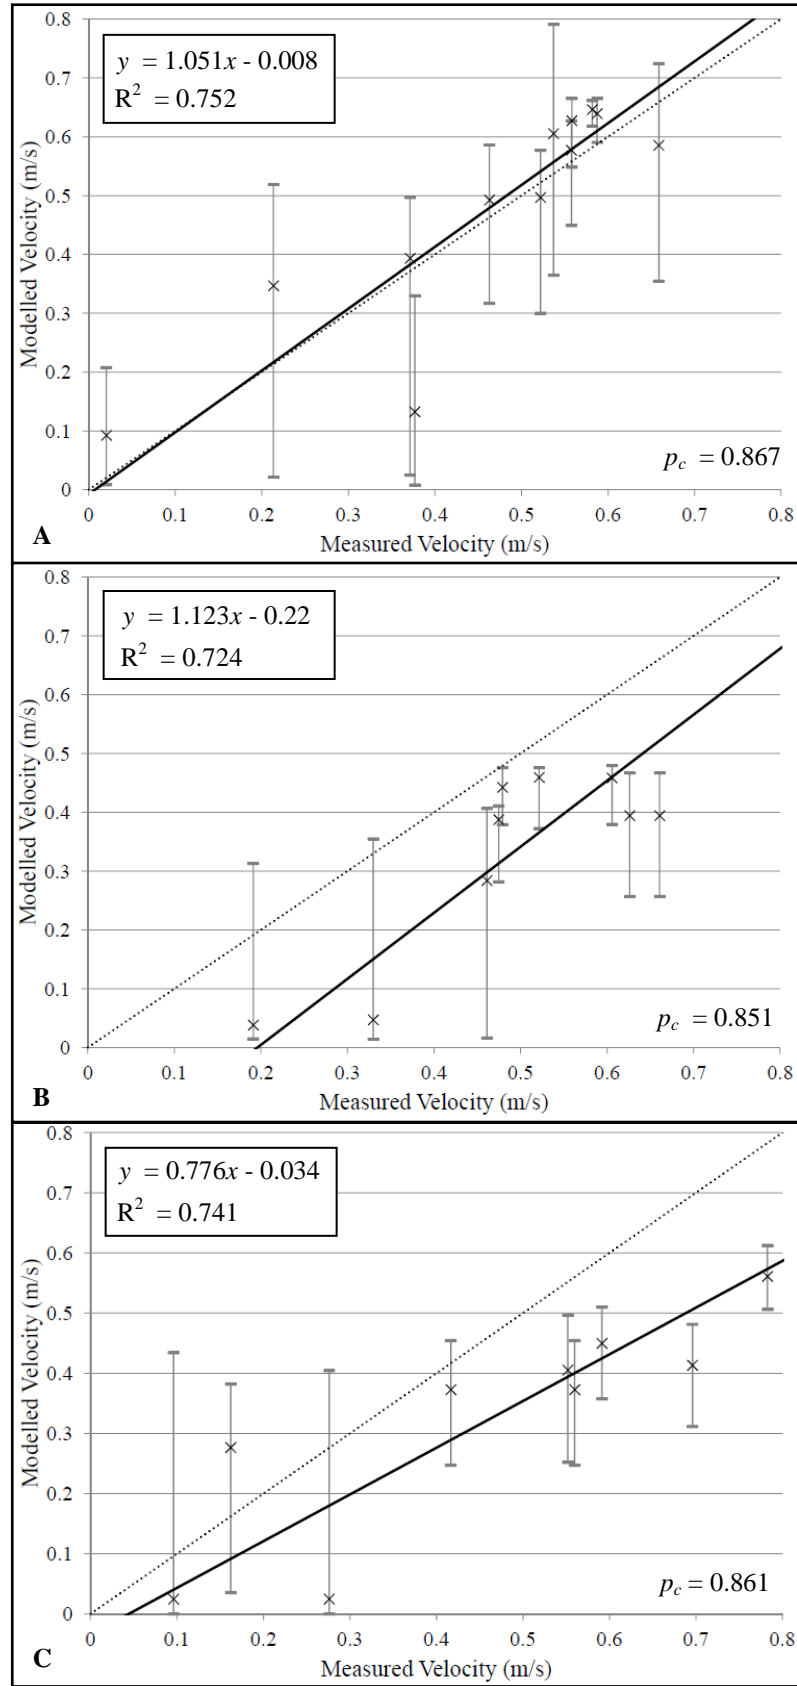 y = 1.051x - 0.008
R² = 0.752
0.8
0.7
0.6
0.5
0.4
0.3
0.2
0.1
0
Modelled Velocity (m/s)
p_c = 0.867
0 0.1 0.2 0.3 0.4 0.5 0.6 0.7 0.8
Measured Velocity (m/s)
A
y = 1.123x - 0.22
R² = 0.724
0.8
0.7
0.6
0.5
0.4
0.3
0.2
0.1
0
Modelled Velocity (m/s)
p_c = 0.851
0 0.1 0.2 0.3 0.4 0.5 0.6 0.7 0.8
Measured Velocity (m/s)
B
y = 0.776x - 0.034
R² = 0.741
0.8
0.7
0.6
0.5
0.4
0.3
0.2
0.1
0
Modelled Velocity (m/s)
p_c = 0.861
0 0.1 0.2 0.3 0.4 0.5 0.6 0.7 0.8
Measured Velocity (m/s)
C